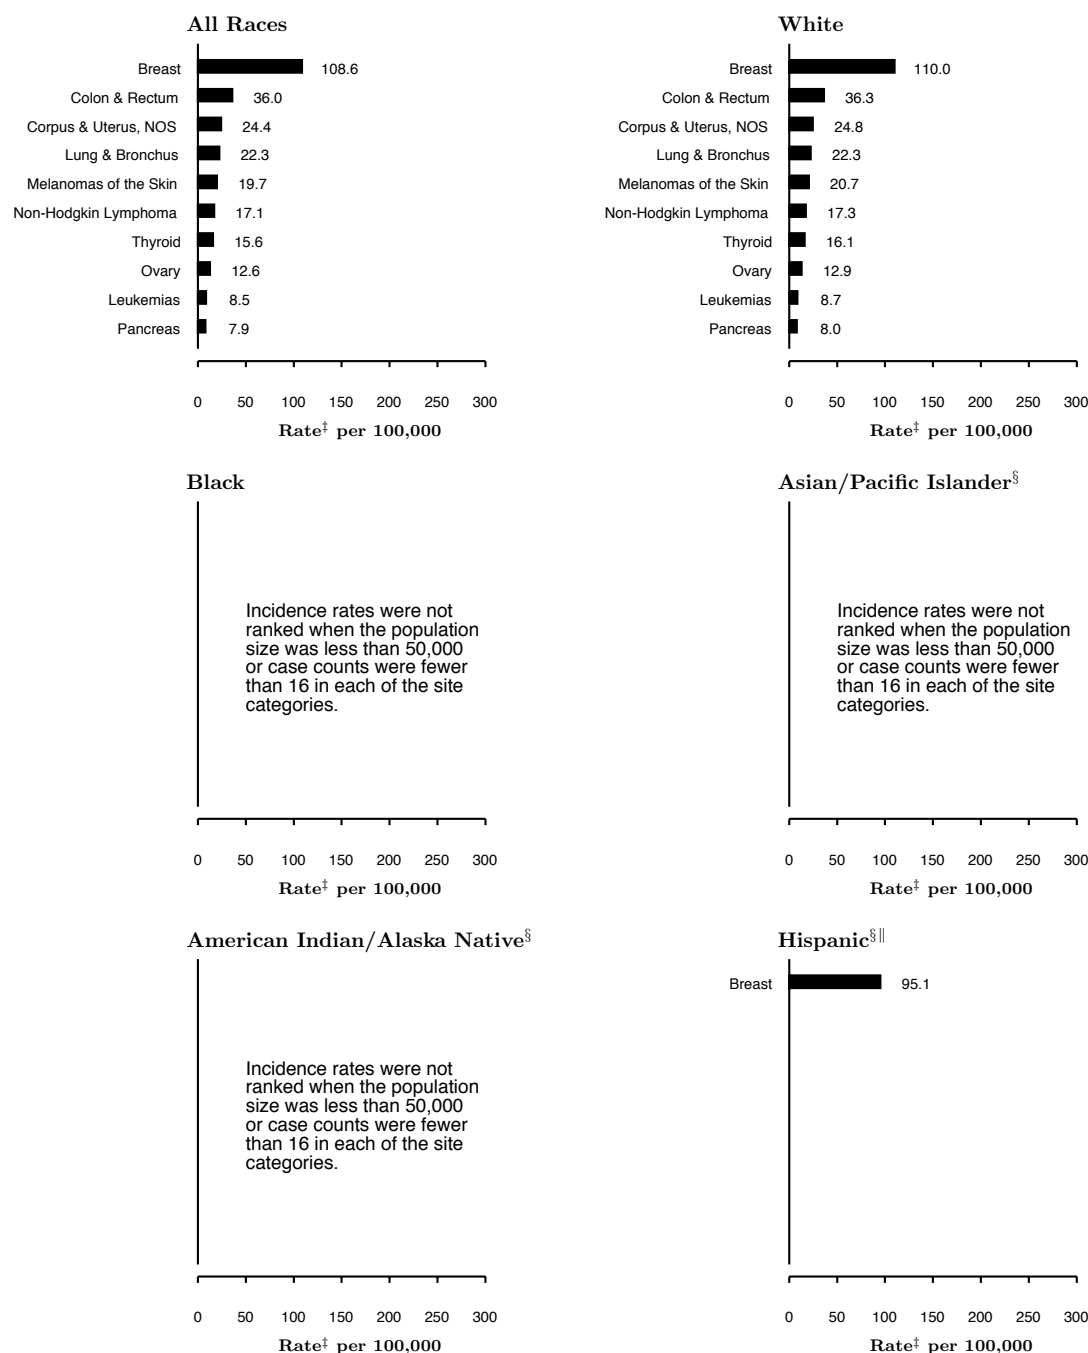 All Races
Breast 108.6
Colon & Rectum 36.0
Corpus & Uterus, NOS 24.4
Lung & Bronchus 22.3
Melanomas of the Skin 19.7
Non-Hodgkin Lymphoma 17.1
Thyroid 15.6
Ovary 12.6
Leukemias 8.5
Pancreas 7.9
0 50 100 150 200 250 300
Rate‡ per 100,000
White
Breast 110.0
Colon & Rectum 36.3
Corpus & Uterus, NOS 24.8
Lung & Bronchus 22.3
Melanomas of the Skin 20.7
Non-Hodgkin Lymphoma 17.3
Thyroid 16.1
Ovary 12.9
Leukemias 8.7
Pancreas 8.0
0 50 100 150 200 250 300
Rate‡ per 100,000
Black
Incidence rates were not
ranked when the population
size was less than 50,000
or case counts were fewer
than 16 in each of the site
categories.
0 50 100 150 200 250 300
Rate‡ per 100,000
Asian/Pacific Islander§
Incidence rates were not
ranked when the population
size was less than 50,000
or case counts were fewer
than 16 in each of the site
categories.
0 50 100 150 200 250 300
Rate‡ per 100,000
American Indian/Alaska Native§
Incidence rates were not
ranked when the population
size was less than 50,000
or case counts were fewer
than 16 in each of the site
categories.
0 50 100 150 200 250 300
Rate‡ per 100,000
Hispanic§‖
Breast 95.1
0 50 100 150 200 250 300
Rate‡ per 100,000